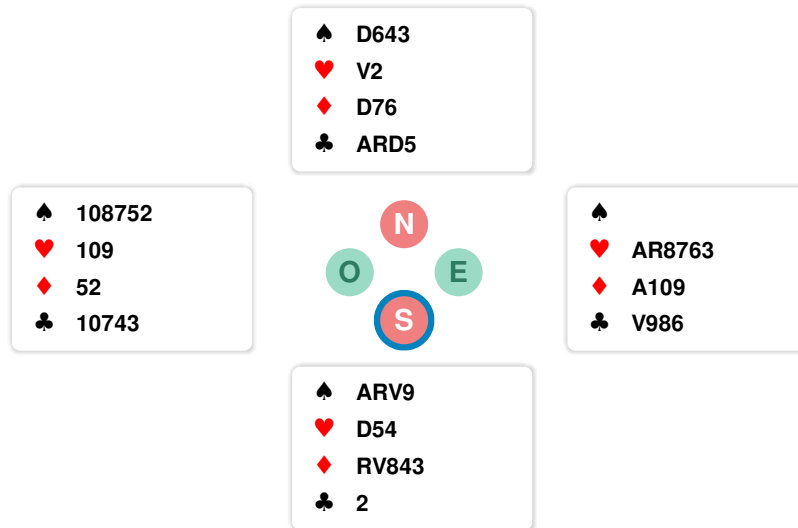 ♠ D643
♥ V2
♦ D76
♣ ARD5
♠ 108752
♥ 109
♦ 52
♣ 10743
N
O E
S
♠
♥ AR8763
♦ A109
♣ V986
♠ ARV9
♥ D54
♦ RV843
♣ 2